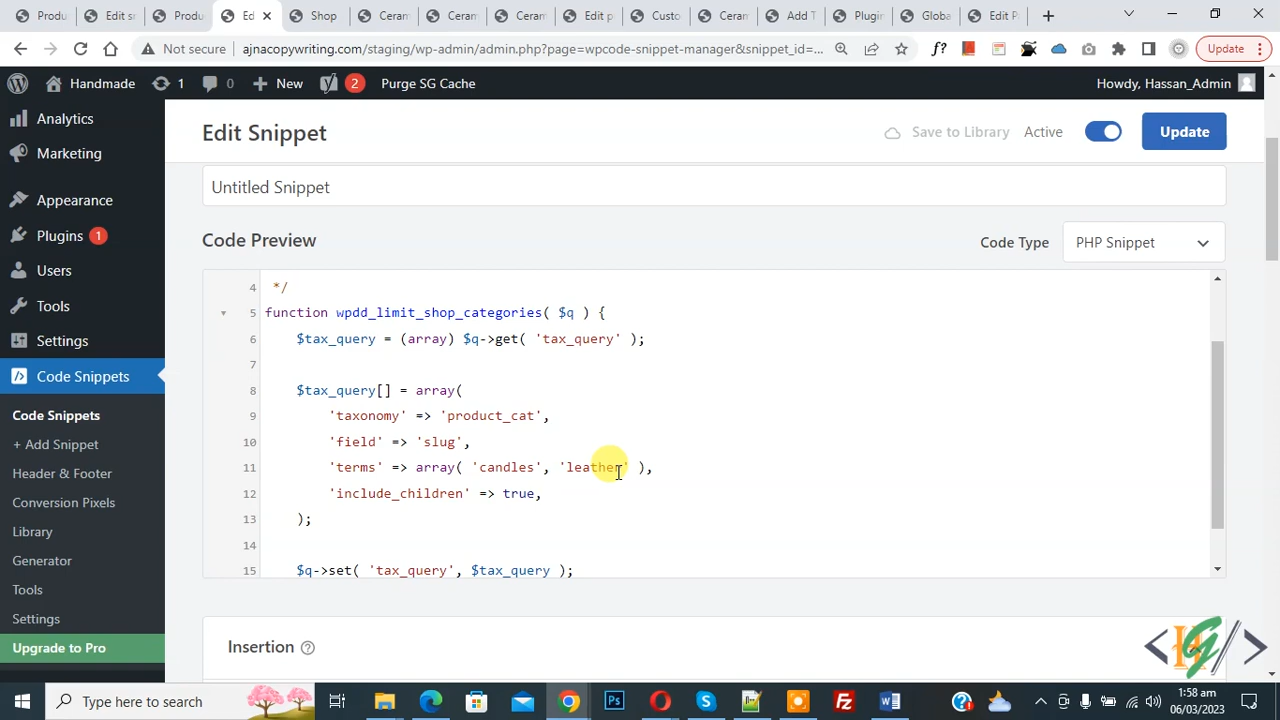 Produ
Edit sn
Produ
Ed
Shop
Ceram
Ceram
Ceram
Edit p
Custo
Ceram
Add T
Plugin
Globa
Edit P
Not secure ajnacopywriting.com/staging/wp-admin/admin.php?page=wpcode-snippet-manager&snippet_id=...
f?
Update
Handmade 1 0 New 2 Purge SG Cache Howdy, Hassan_Admin
Analytics
Marketing
Appearance
Plugins 1
Users
Tools
Settings
Code Snippets
Code Snippets
+ Add Snippet
Header & Footer
Conversion Pixels
Library
Generator
Tools
Settings
Upgrade to Pro
Edit Snippet
Save to Library Active Update
Untitled Snippet
Code Preview
Code Type PHP Snippet
4 */
5 function wpdd_limit_shop_categories( $q ) {
6 $tax_query = (array) $q->get( 'tax_query' );
7
8 $tax_query[] = array(
9 'taxonomy' => 'product_cat',
10 'field' => 'slug',
11 'terms' => array( 'candles', 'leather' ),
12 'include_children' => true,
13 );
14
15 $q->set( 'tax_query', $tax_query );
Insertion ?
Type here to search
Ps
1:58 am
06/03/2023